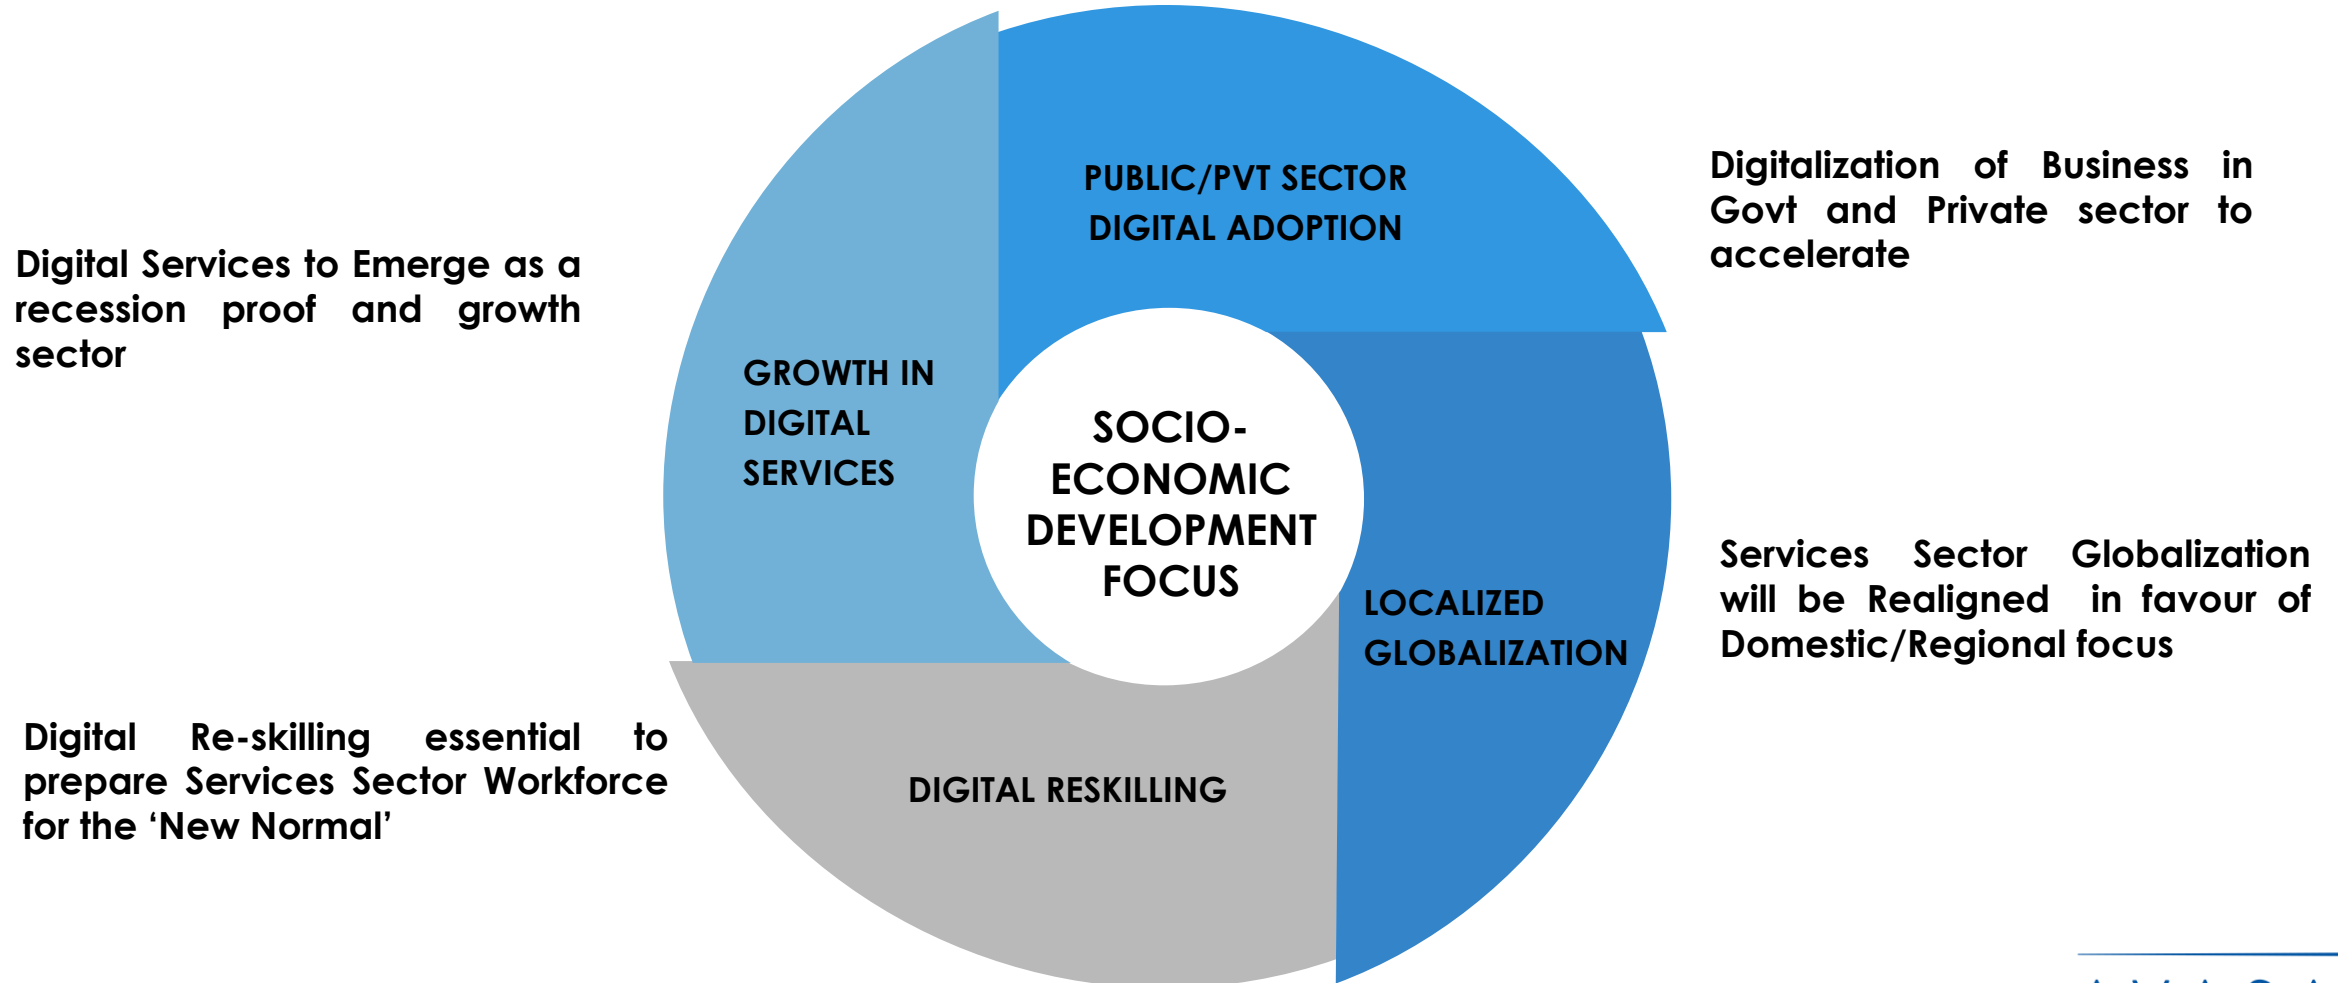 PUBLIC/PVT SECTOR
DIGITAL ADOPTION
Digitalization of Business in
Govt and Private sector to
accelerate
Digital Services to Emerge as a
recession proof and growth
sector
GROWTH IN
DIGITAL
SERVICES
SOCIO-
ECONOMIC
DEVELOPMENT
FOCUS
LOCALIZED
GLOBALIZATION
Services Sector Globalization
will be Realigned in favour of
Domestic/Regional focus
Digital Re-skilling essential to
prepare Services Sector Workforce
for the ‘New Normal’
DIGITAL RESKILLING